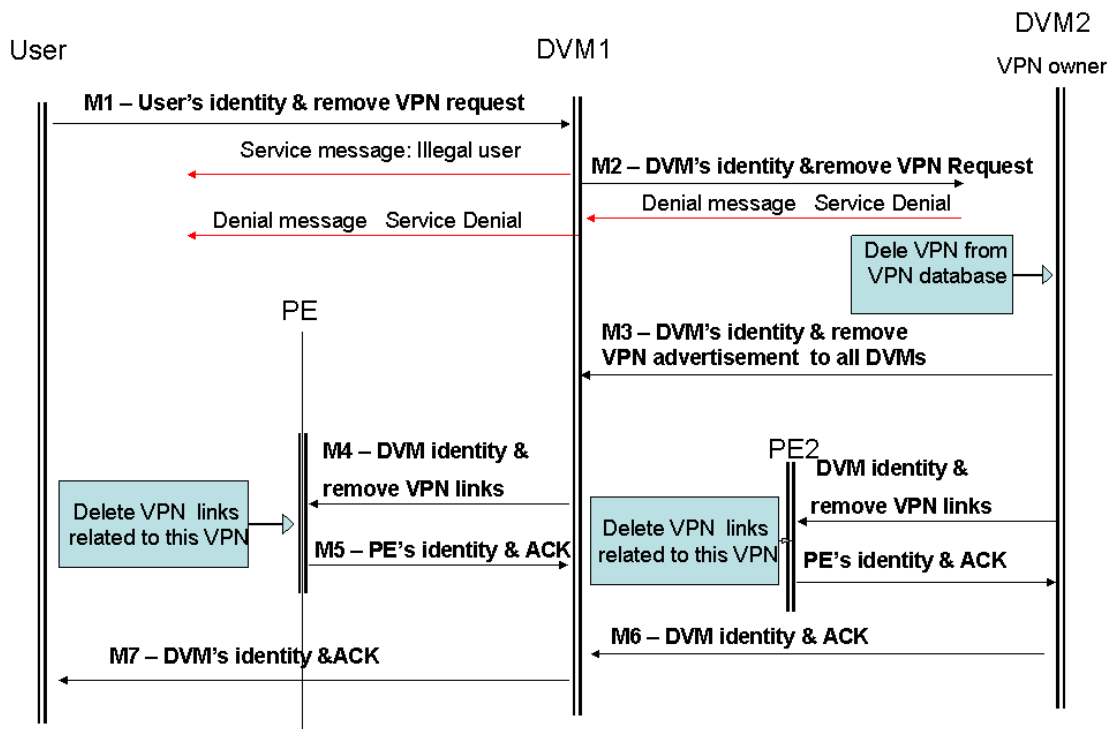 User
DVM1
DVM2
VPN owner
M1 – User's identity & remove VPN request
Service message: Illegal user
M2 – DVM's identity &remove VPN Request
Denial message Service Denial
Denial message Service Denial
Dele VPN from
VPN database
PE
M3 – DVM's identity & remove
VPN advertisement to all DVMs
M4 – DVM identity &
remove VPN links
PE2
DVM identity &
remove VPN links
Delete VPN links
related to this VPN
Delete VPN links
related to this VPN
M5 – PE's identity & ACK
PE's identity & ACK
M6 – DVM identity & ACK
M7 – DVM's identity &ACK